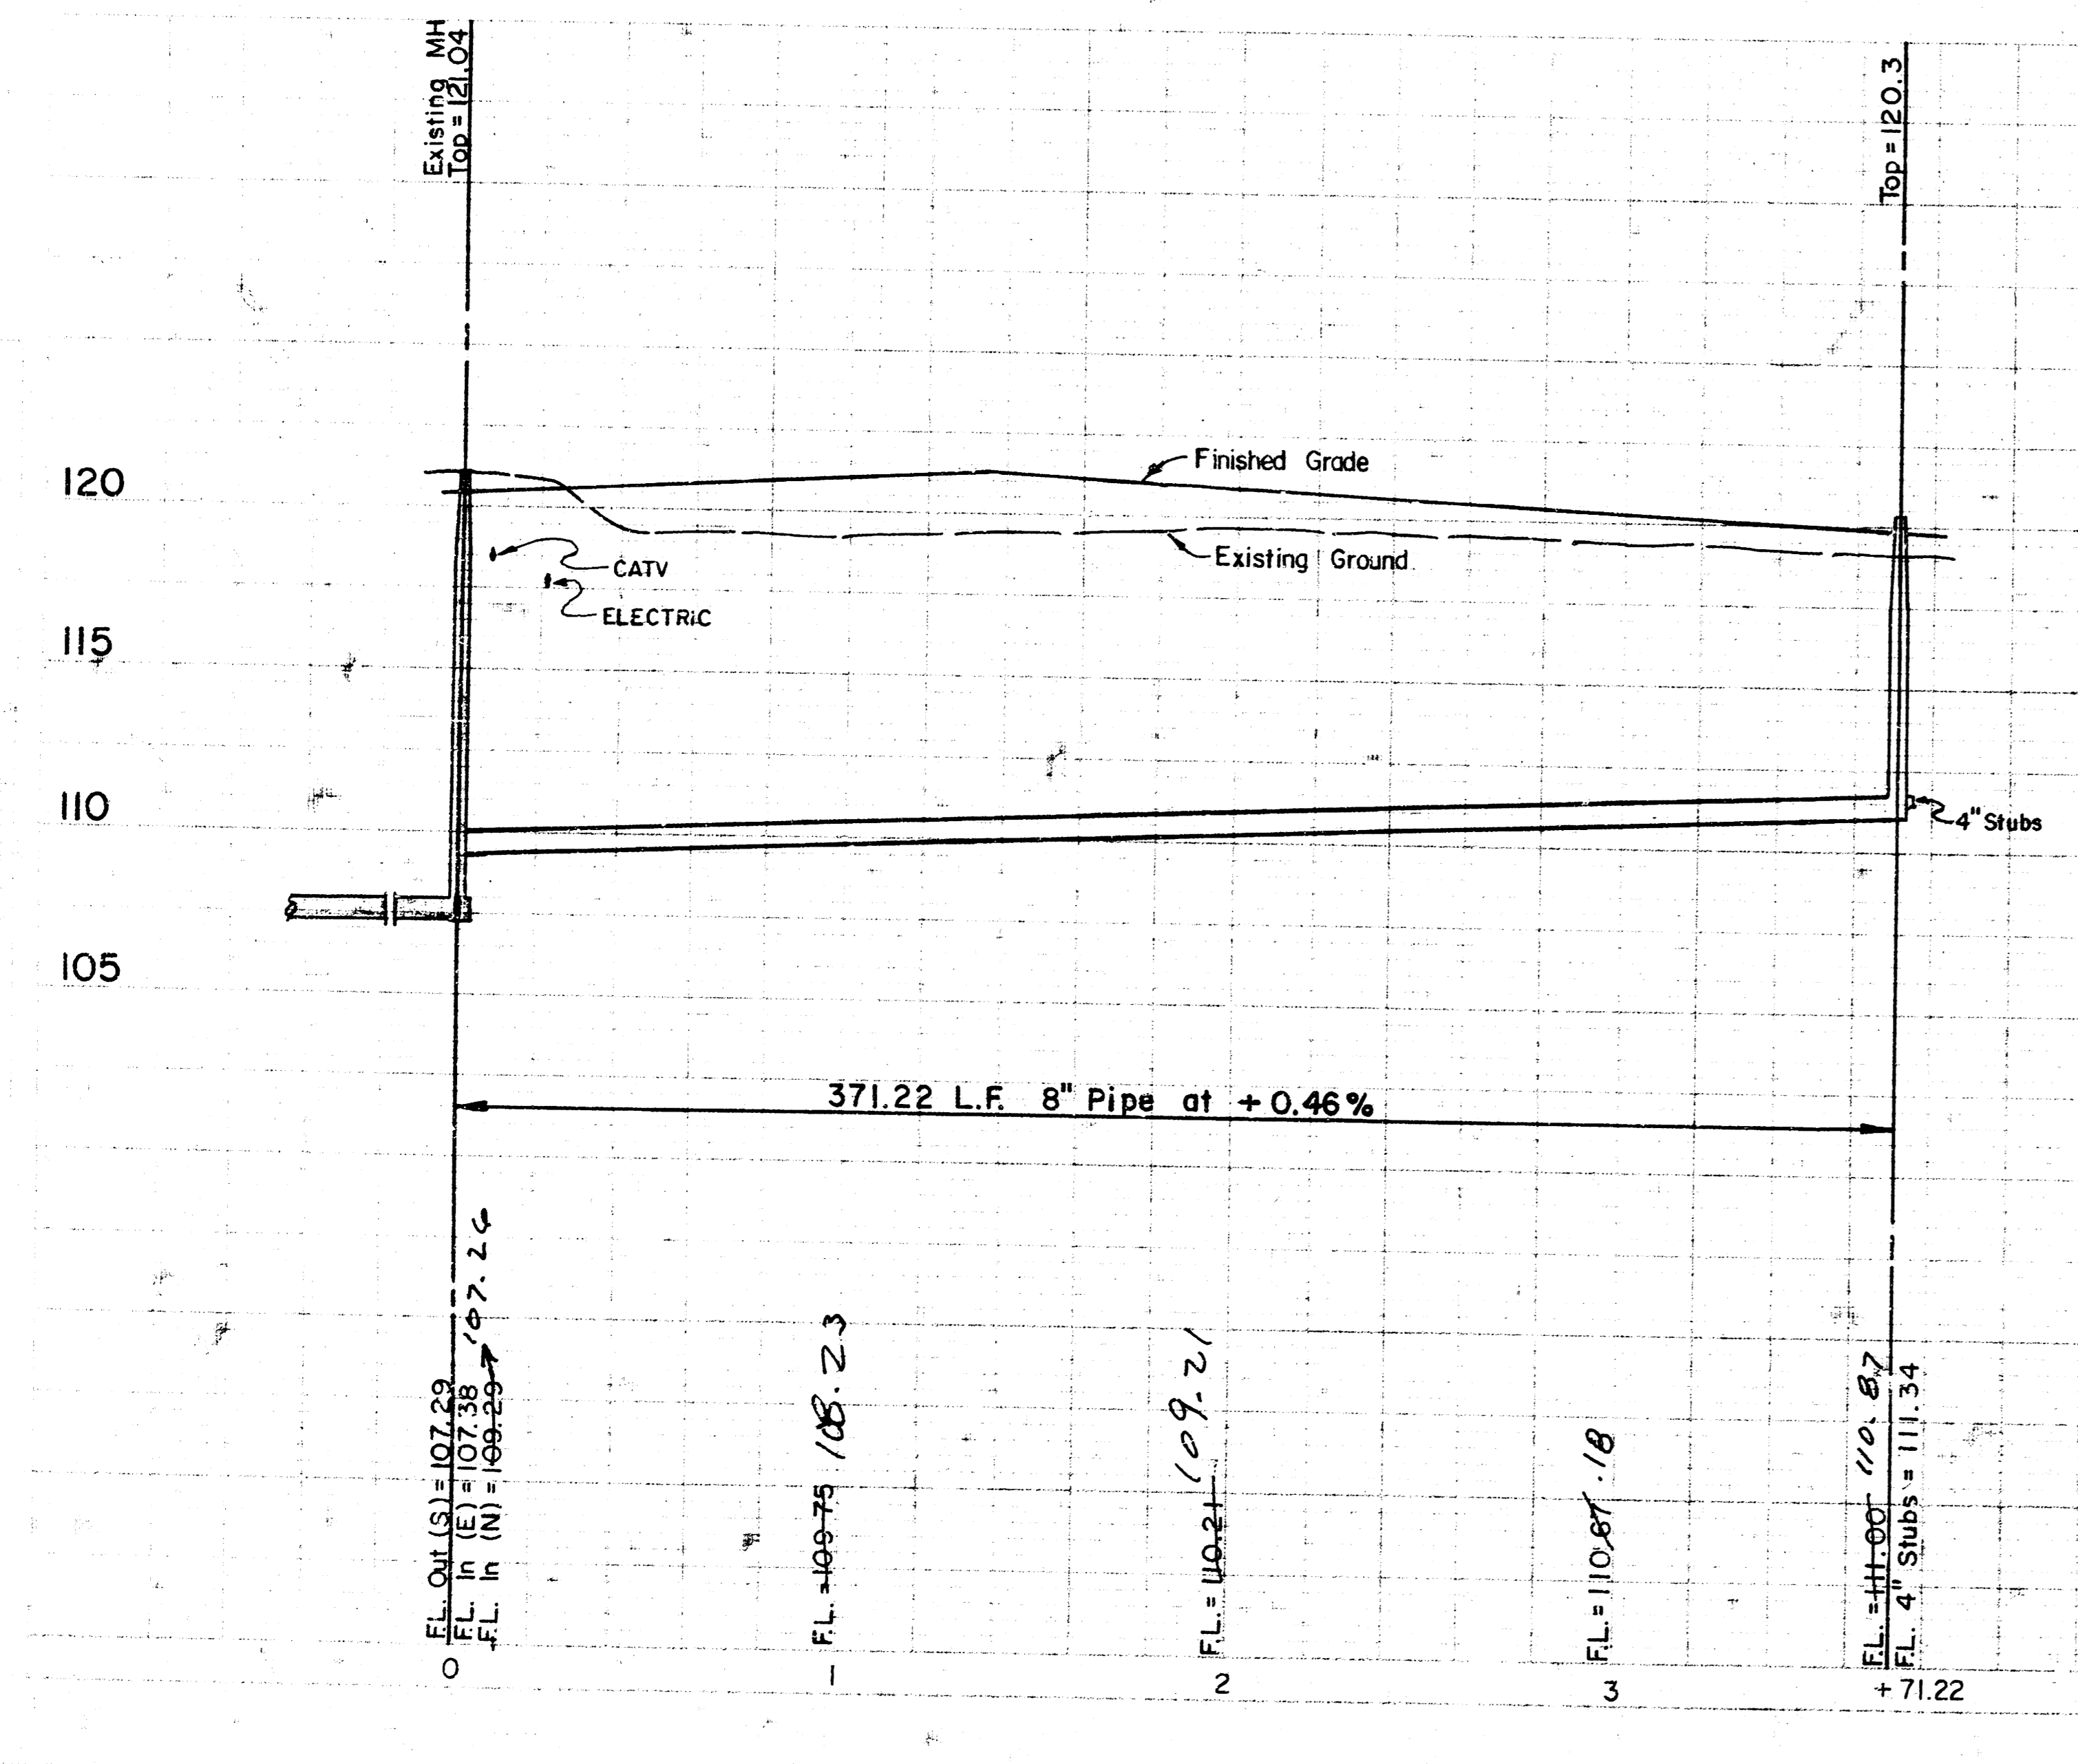 Existing MH
Top = 121.04
Top = 120.3
120
Finished Grade
Existing Ground
CATV
ELECTRIC
115
110
4" Stubs
105
371.22 L.F. 8" Pipe at + 0.46%
F.L. Out (S) = 107.29
F.L. In (E) = 107.38
F.L. In (N) = 109.29 107.26
F.L. = 109.75 108.23
F.L. = 110.21 109.21
F.L. = 110.67 .18
F.L. = 111.00 110.87
F.L. 4" Stubs = 111.34
0
1
2
3
+ 71.22